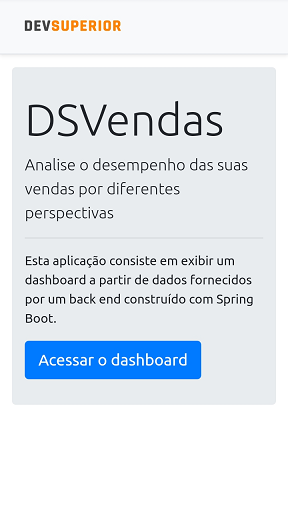 DEVSUPERIOR
DSVendas
Analise o desempenho das suas
vendas por diferentes
perspectivas
Esta aplicação consiste em exibir um
dashboard a partir de dados fornecidos
por um back end construído com Spring
Boot.
Acessar o dashboard